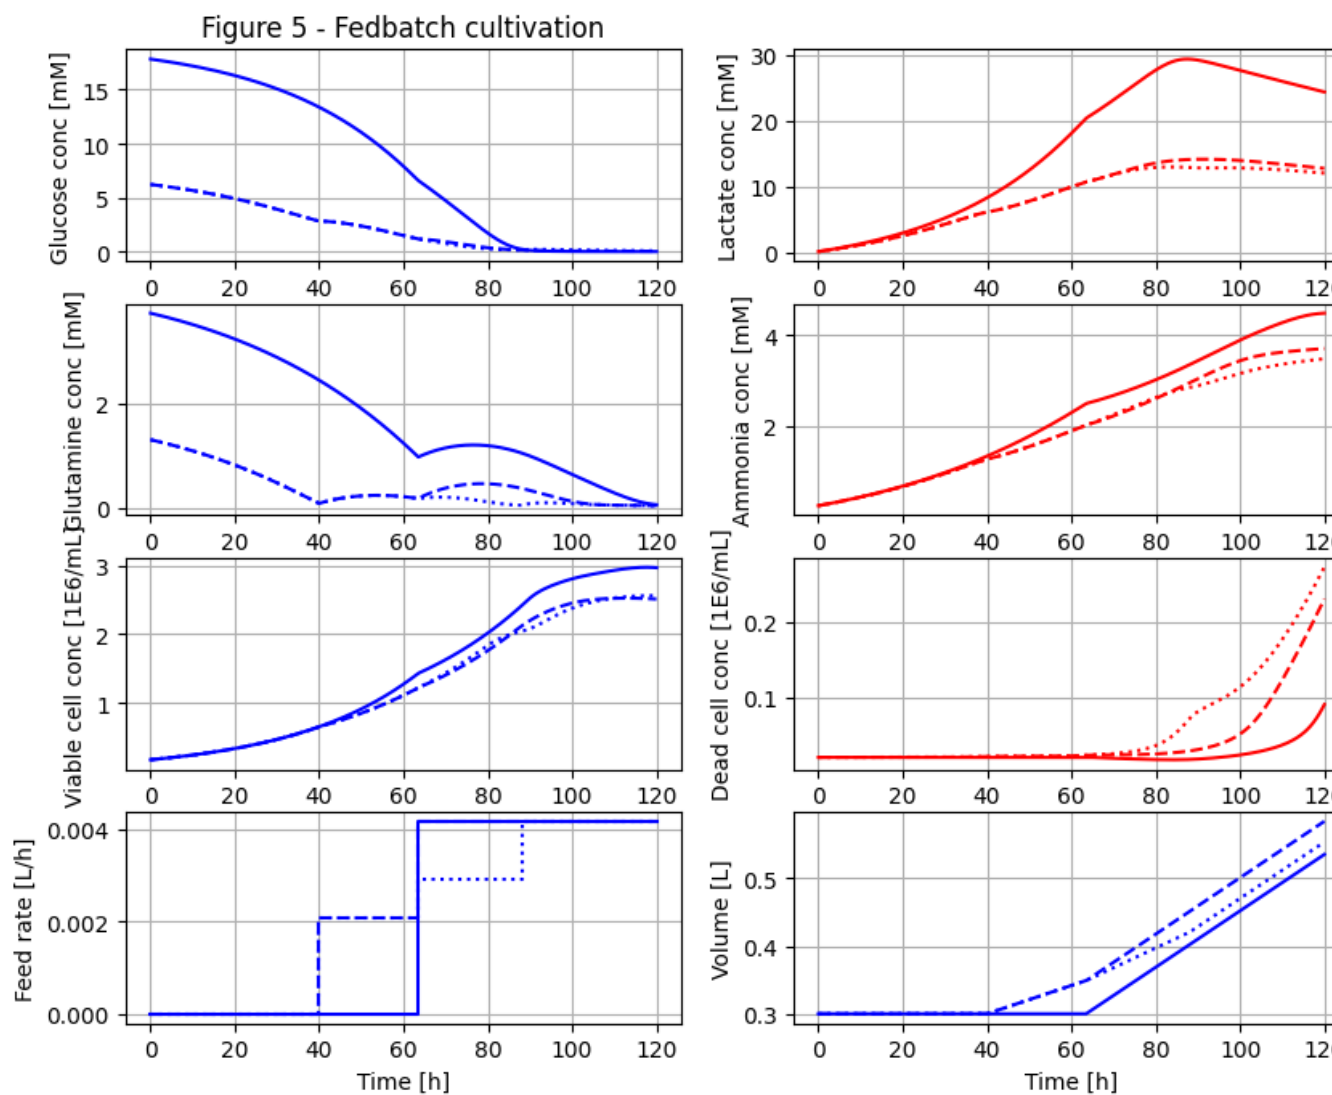 Figure 5 - Fedbatch cultivation
Glucose conc [mM]
15
10
5
0
0 20 40 60 80 100 120
Lactate conc [mM]
30
20
10
0
0 20 40 60 80 100 120
Glutamine conc [mM]
2
0
0 20 40 60 80 100 120
Ammonia conc [mM]
4
2
0 20 40 60 80 100 120
Viable cell conc [1E6/mL]
3
2
1
0 20 40 60 80 100 120
Dead cell conc [1E6/mL]
0.2
0.1
0 20 40 60 80 100 120
Feed rate [L/h]
0.004
0.002
0.000
0 20 40 60 80 100 120
Time [h]
Volume [L]
0.5
0.4
0.3
0 20 40 60 80 100 120
Time [h]